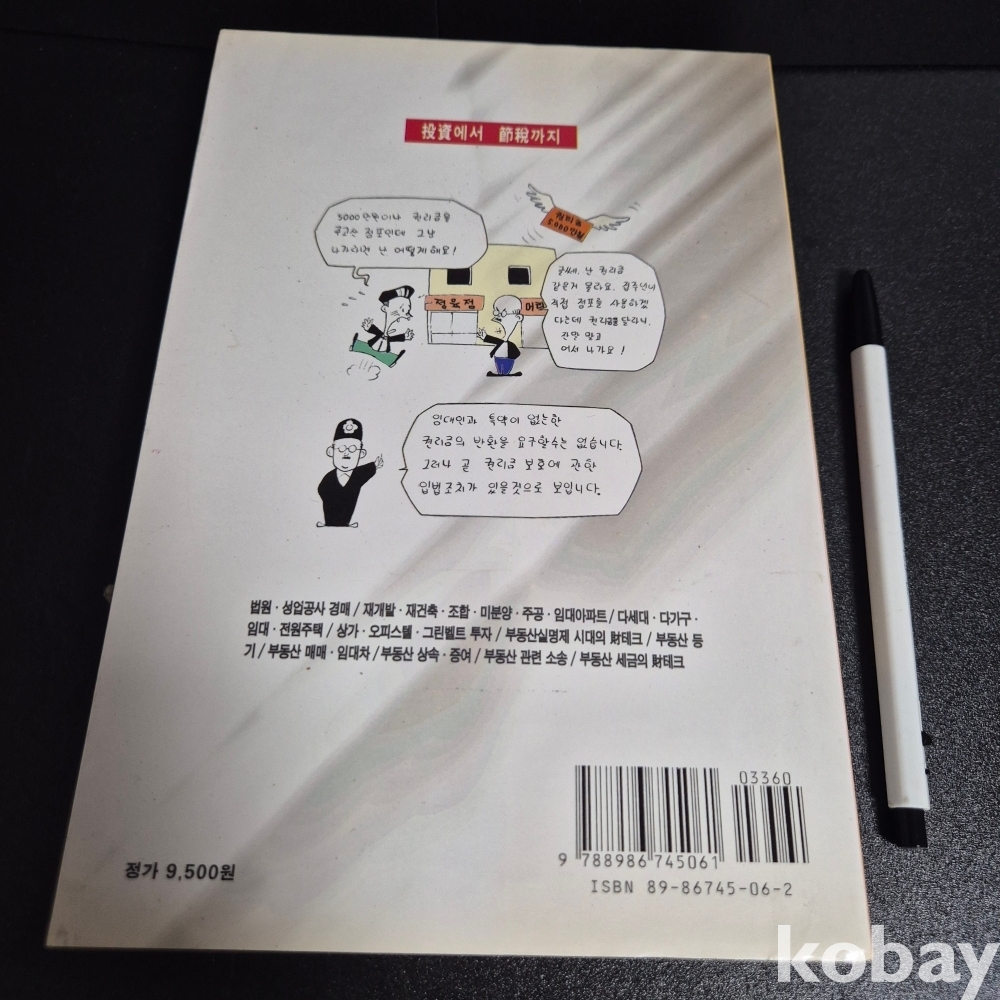 投資에서 節稅까지
5000만원이나 권리금을
주고산 점포인데 그냥
나가라면 난 어떻게해요!
권리금
5,000만원
글쎄, 난 권리금
같은거 몰라요. 집주인이
직접 점포를 사용하겠
다는데 권리금을 달라니.
잔말 말고
어서 나가요!
정육점
임대인과 특약이 없는한
권리금의 반환을 요구할수는 없습니다.
그러나 곧 권리금 보호에 관한
입법조치가 있을것으로 보입니다.
법원·성업공사 경매 / 재개발·재건축·조합·미분양·주공·임대아파트 / 다세대·다가구·
임대·전원주택 / 상가·오피스텔·그린벨트 투자 / 부동산실명제 시대의 財테크 / 부동산 등
기 / 부동산 매매·임대차 / 부동산 상속·증여 / 부동산 관련 소송 / 부동산 세금의 財테크
03360
9 788986 745061
정가 9,500원
ISBN 89-86745-06-2
kobay